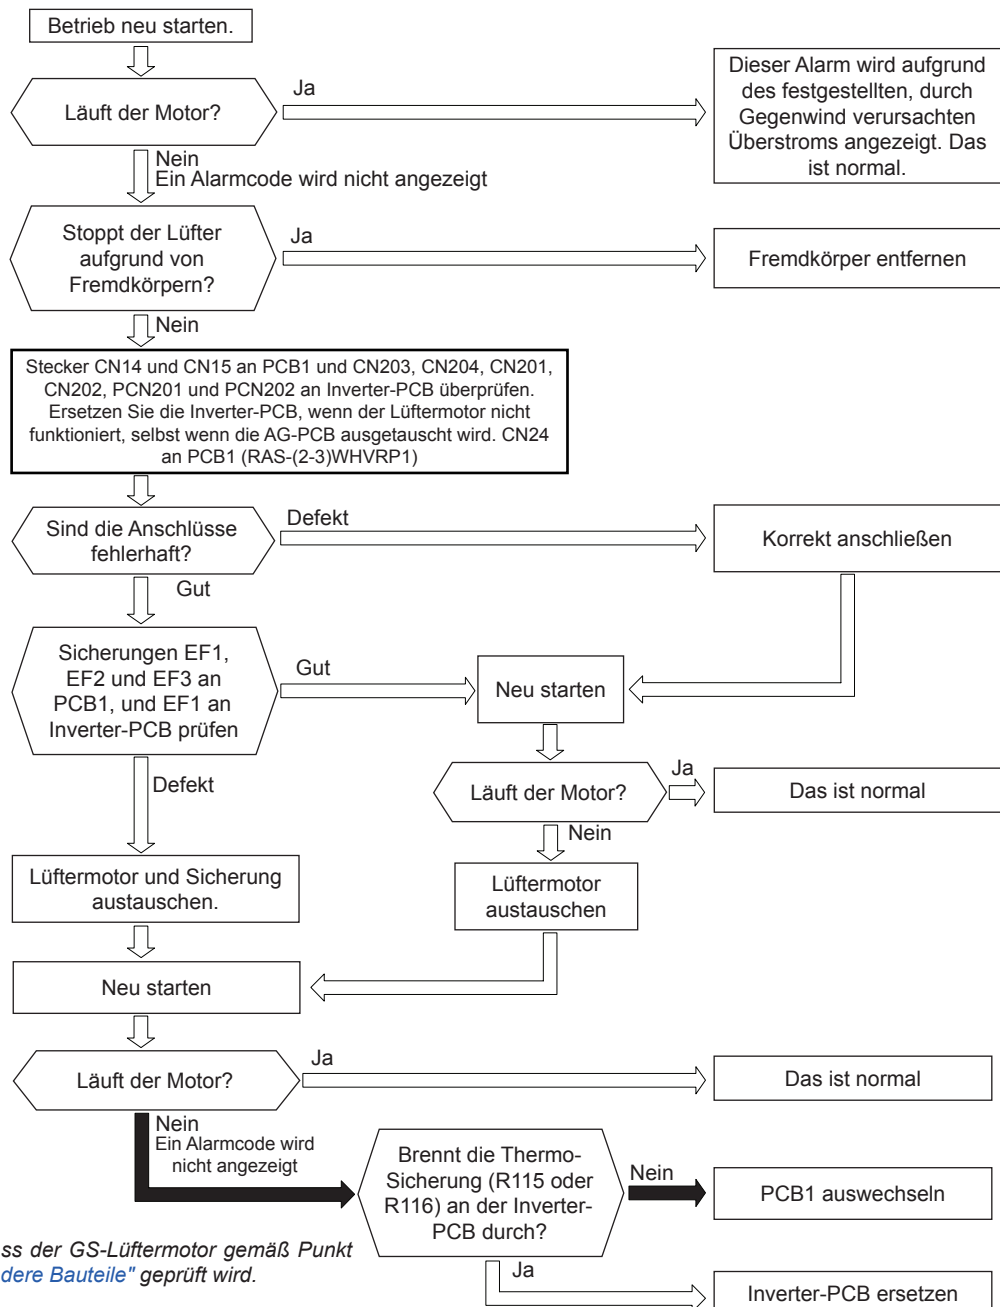 Betrieb neu starten.
Läuft der Motor?
Ja
Dieser Alarm wird aufgrund
des festgestellten, durch
Gegenwind verursachten
Überstroms angezeigt. Das
ist normal.
Nein
Ein Alarmcode wird nicht angezeigt
Stoppt der Lüfter
aufgrund von
Fremdkörpern?
Ja
Fremdkörper entfernen
Nein
Stecker CN14 und CN15 an PCB1 und CN203, CN204, CN201,
CN202, PCN201 und PCN202 an Inverter-PCB überprüfen.
Ersetzen Sie die Inverter-PCB, wenn der Lüftermotor nicht
funktioniert, selbst wenn die AG-PCB ausgetauscht wird. CN24
an PCB1 (RAS-(2-3)WHVRP1)
Sind die Anschlüsse
fehlerhaft?
Defekt
Korrekt anschließen
Gut
Sicherungen EF1,
EF2 und EF3 an
PCB1, und EF1 an
Inverter-PCB prüfen
Gut
Neu starten
Defekt
Läuft der Motor?
Ja
Das ist normal
Nein
Lüftermotor und Sicherung
austauschen.
Lüftermotor
austauschen
Neu starten
Läuft der Motor?
Ja
Das ist normal
Nein
Ein Alarmcode wird
nicht angezeigt
Brennt die Thermo-
Sicherung (R115 oder
R116) an der Inverter-
PCB durch?
Nein
PCB1 auswechseln
ss der GS-Lüftermotor gemäß Punkt
dere Bauteile" geprüft wird.
Ja
Inverter-PCB ersetzen